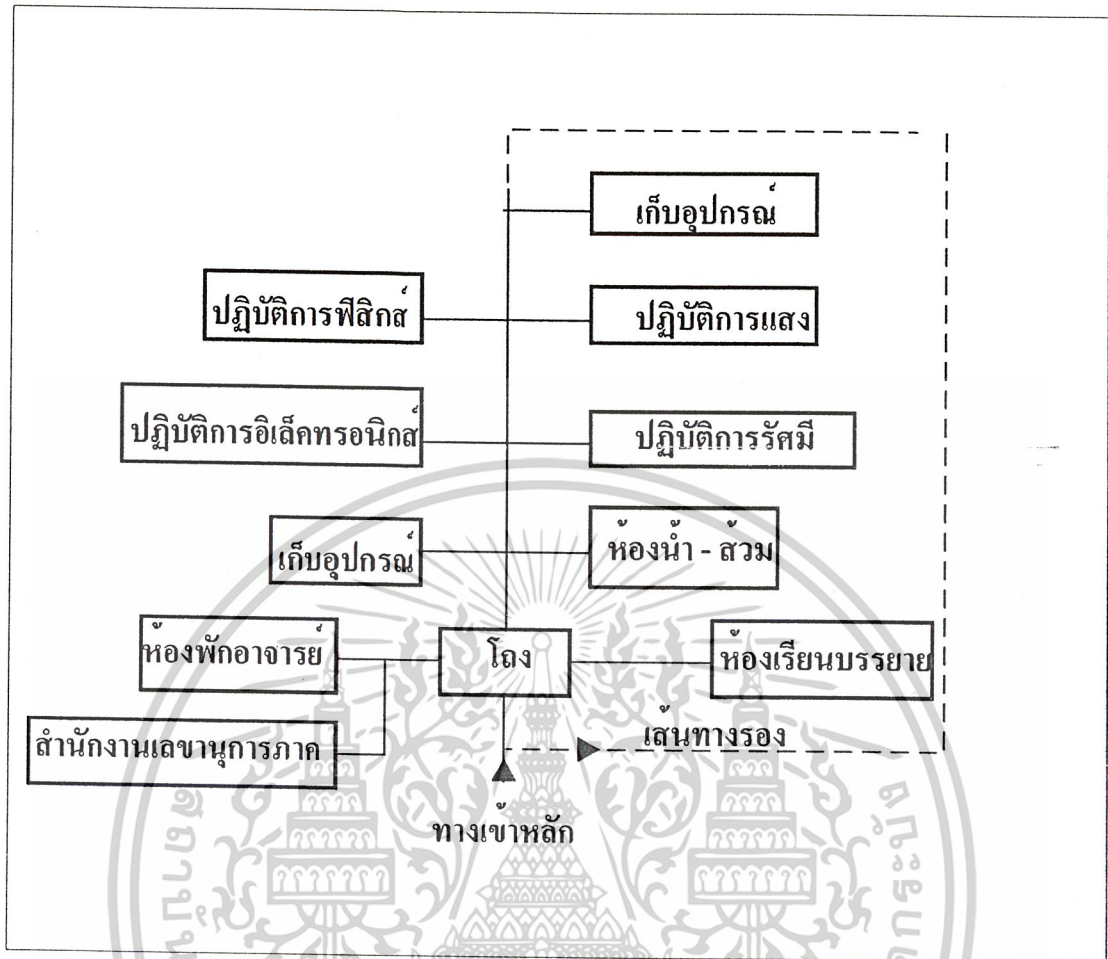 เก็บอุปกรณ์
ปฏิบัติการฟิสิกส์
ปฏิบัติการแสง
ปฏิบัติการอิเล็คทรอนิกส์
ปฏิบัติการรัศมี
เก็บอุปกรณ์
ห้องน้ำ - ส้วม
ห้องพักอาจารย์
โถง
ห้องเรียนบรรยาย
สำนักงานเลขานุการภาค
เส้นทางรอง
ทางเข้าหลัก